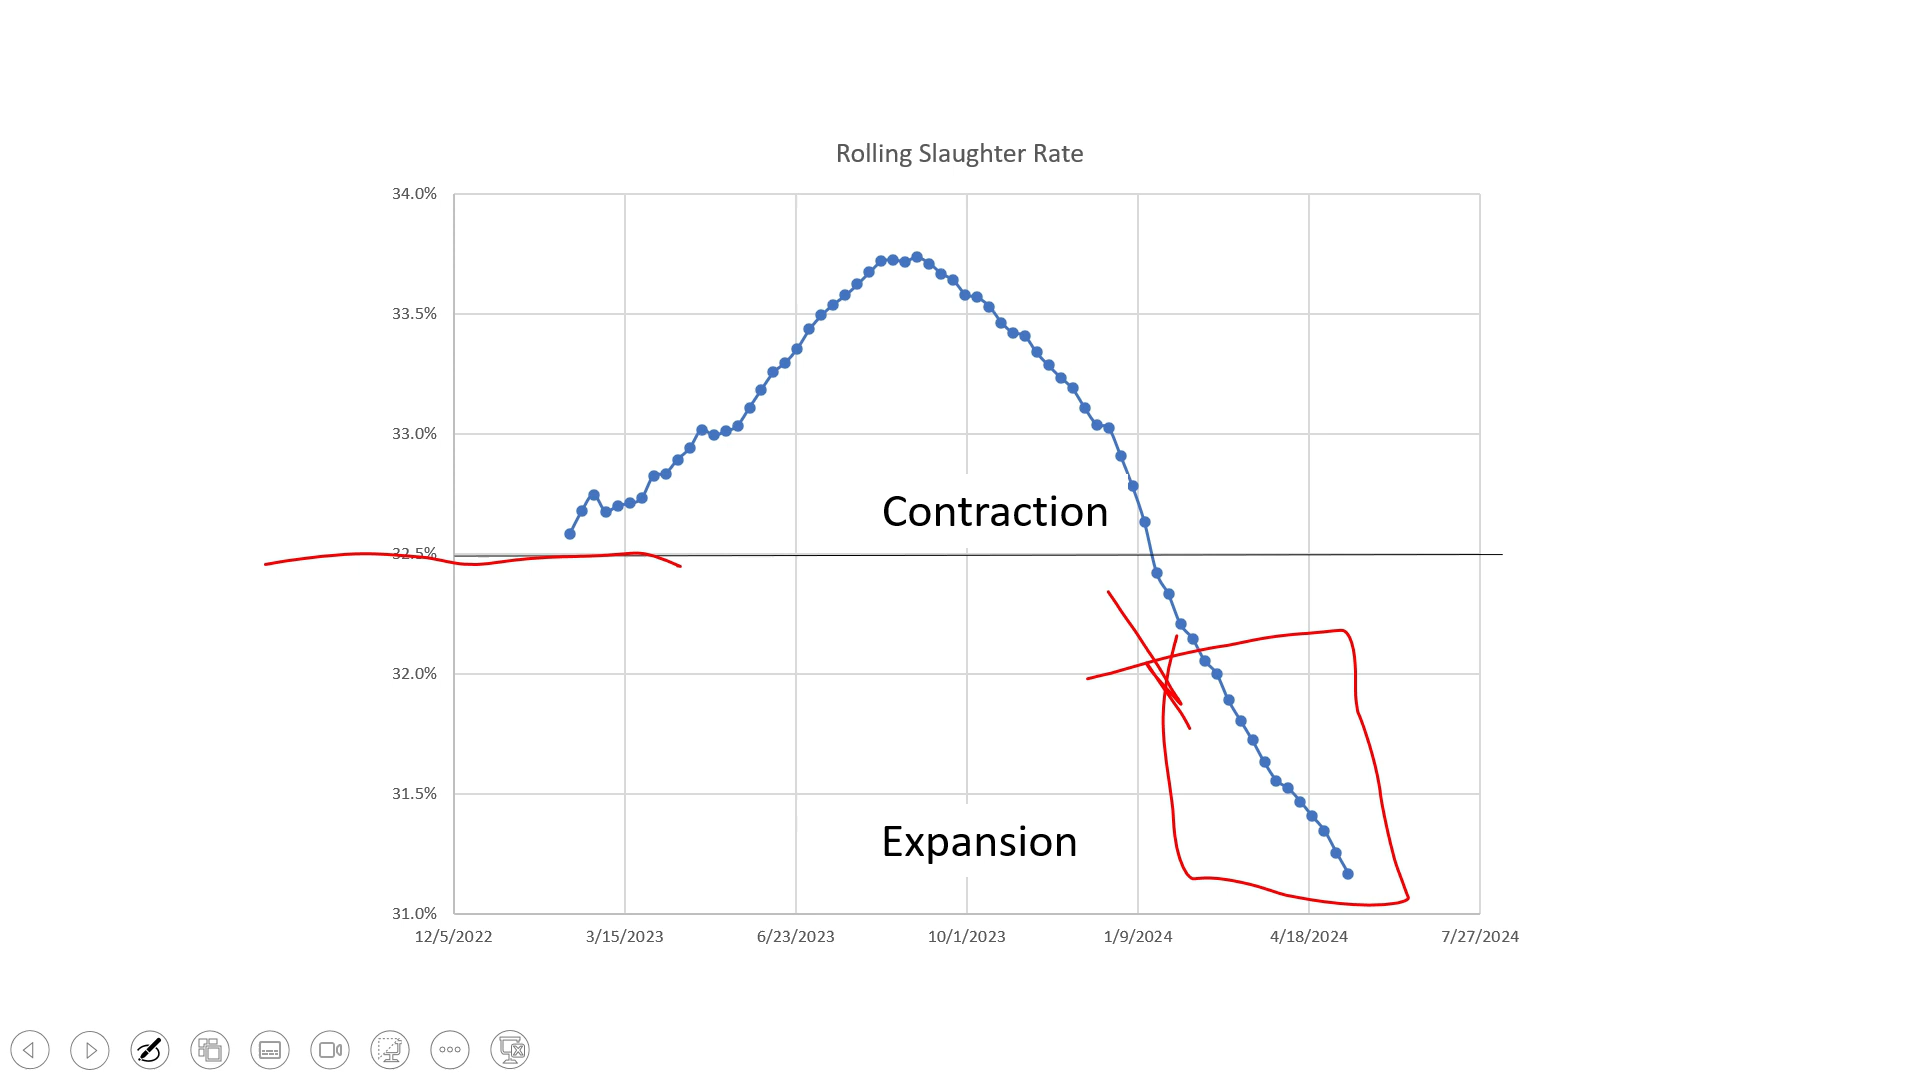 Rolling Slaughter Rate
34.0%
33.5%
33.0%
Contraction
32.5%
32.0%
31.5%
Expansion
31.0%
12/5/2022 3/15/2023 6/23/2023 10/1/2023 1/9/2024 4/18/2024 7/27/2024